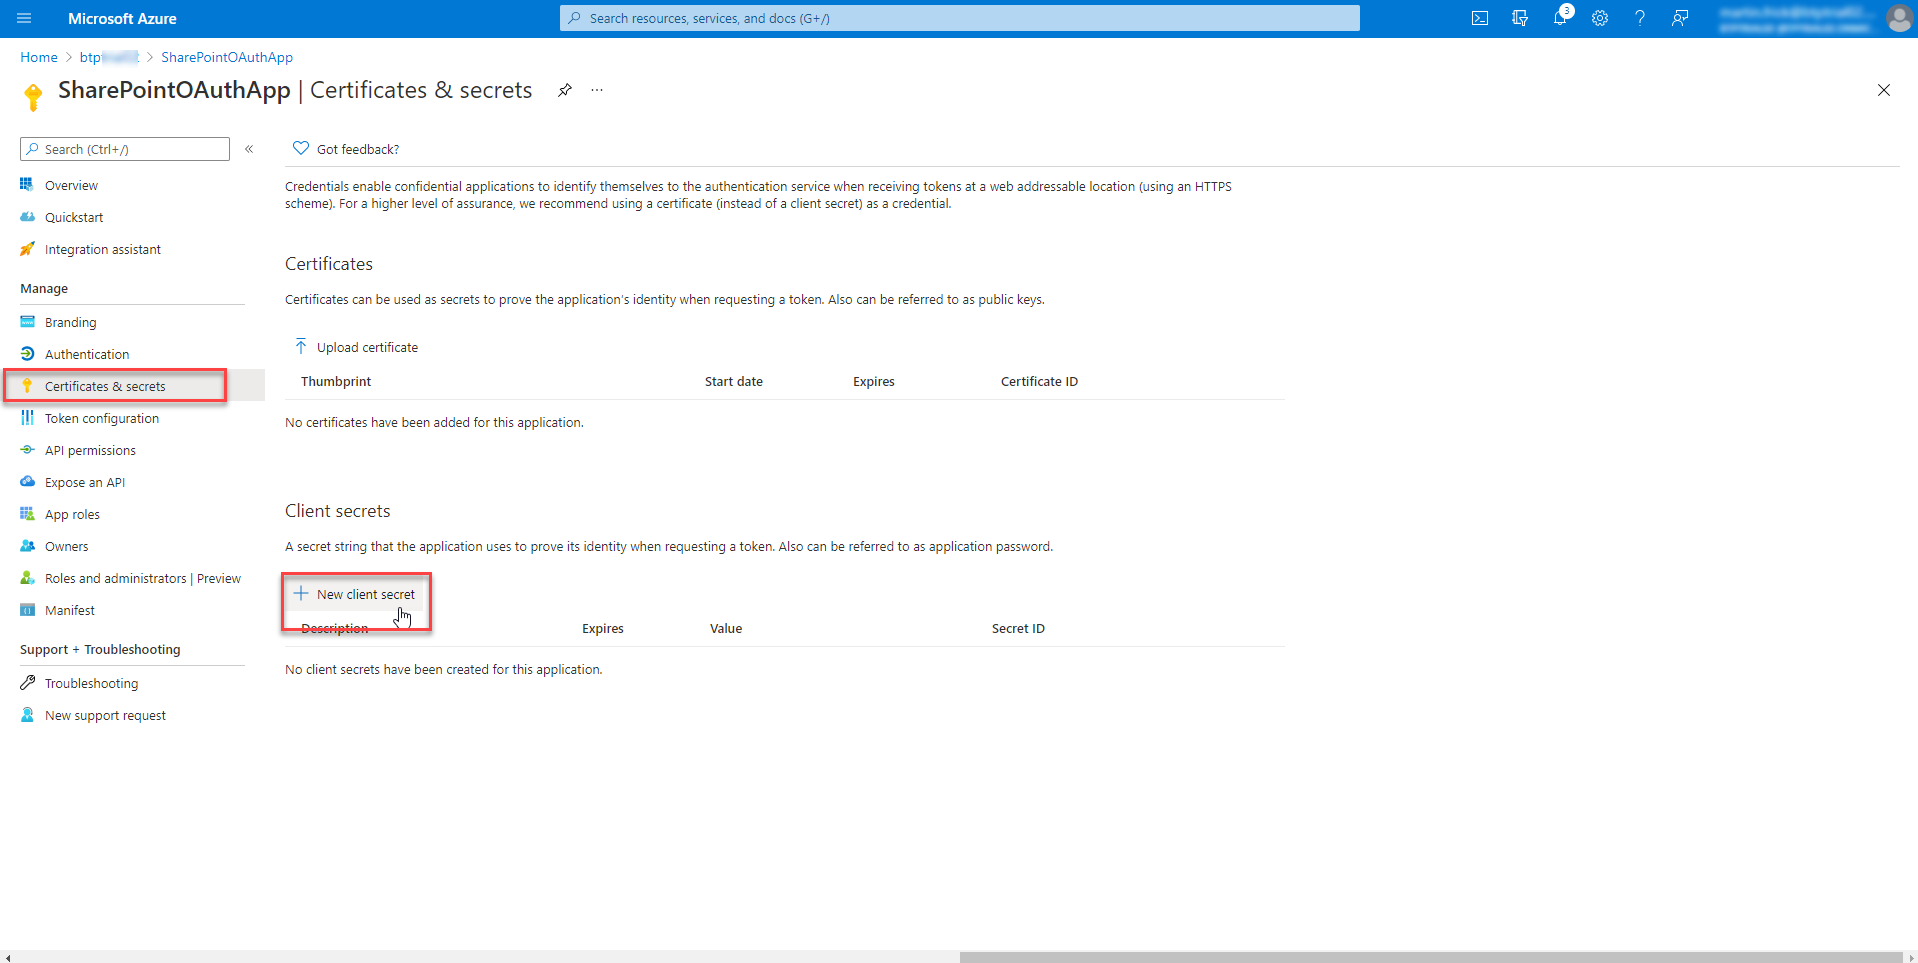 Microsoft Azure
Search resources, services, and docs (G+/)
3
Home > btp > SharePointOAuthApp
SharePointOAuthApp | Certificates & secrets
Search (Ctrl+/)
«
Overview
Quickstart
Integration assistant
Manage
Branding
Authentication
Certificates & secrets
Token configuration
API permissions
Expose an API
App roles
Owners
Roles and administrators | Preview
Manifest
Support + Troubleshooting
Troubleshooting
New support request
Got feedback?
Credentials enable confidential applications to identify themselves to the authentication service when receiving tokens at a web addressable location (using an HTTPS
scheme). For a higher level of assurance, we recommend using a certificate (instead of a client secret) as a credential.
Certificates
Certificates can be used as secrets to prove the application's identity when requesting a token. Also can be referred to as public keys.
Upload certificate
Thumbprint Start date Expires Certificate ID
No certificates have been added for this application.
Client secrets
A secret string that the application uses to prove its identity when requesting a token. Also can be referred to as application password.
New client secret
Description Expires Value Secret ID
No client secrets have been created for this application.